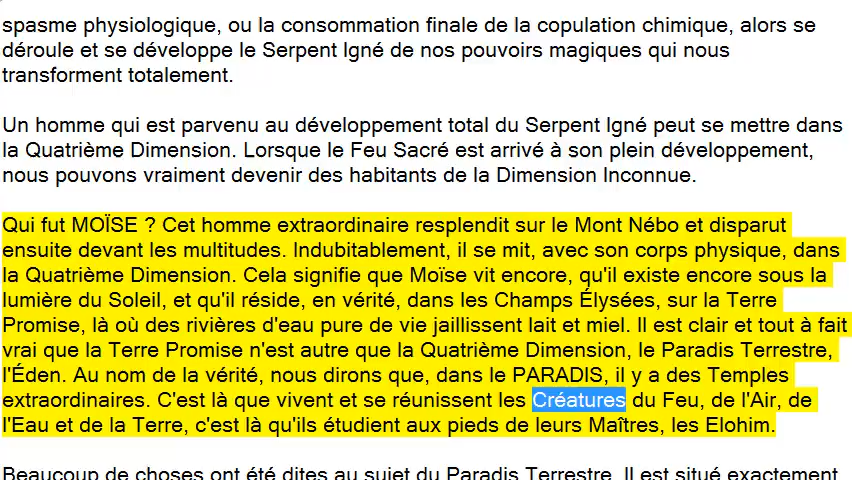 spasme physiologique, ou la consommation finale de la copulation chimique, alors se
déroule et se développe le Serpent Igné de nos pouvoirs magiques qui nous
transforment totalement.
Un homme qui est parvenu au développement total du Serpent Igné peut se mettre dans
la Quatrième Dimension. Lorsque le Feu Sacré est arrivé à son plein développement,
nous pouvons vraiment devenir des habitants de la Dimension Inconnue.
Qui fut MOÏSE ? Cet homme extraordinaire resplendit sur le Mont Nébo et disparut
ensuite devant les multitudes. Indubitablement, il se mit, avec son corps physique, dans
la Quatrième Dimension. Cela signifie que Moïse vit encore, qu'il existe encore sous la
lumière du Soleil, et qu'il réside, en vérité, dans les Champs Élysées, sur la Terre
Promise, là où des rivières d'eau pure de vie jaillissent lait et miel. Il est clair et tout à fait
vrai que la Terre Promise n'est autre que la Quatrième Dimension, le Paradis Terrestre,
l'Éden. Au nom de la vérité, nous dirons que, dans le PARADIS, il y a des Temples
extraordinaires. C'est là que vivent et se réunissent les Créatures du Feu, de l'Air, de
l'Eau et de la Terre, c'est là qu'ils étudient aux pieds de leurs Maîtres, les Elohim.
Beaucoup de choses ont été dites au sujet du Paradis Terrestre. Il est situé exactement